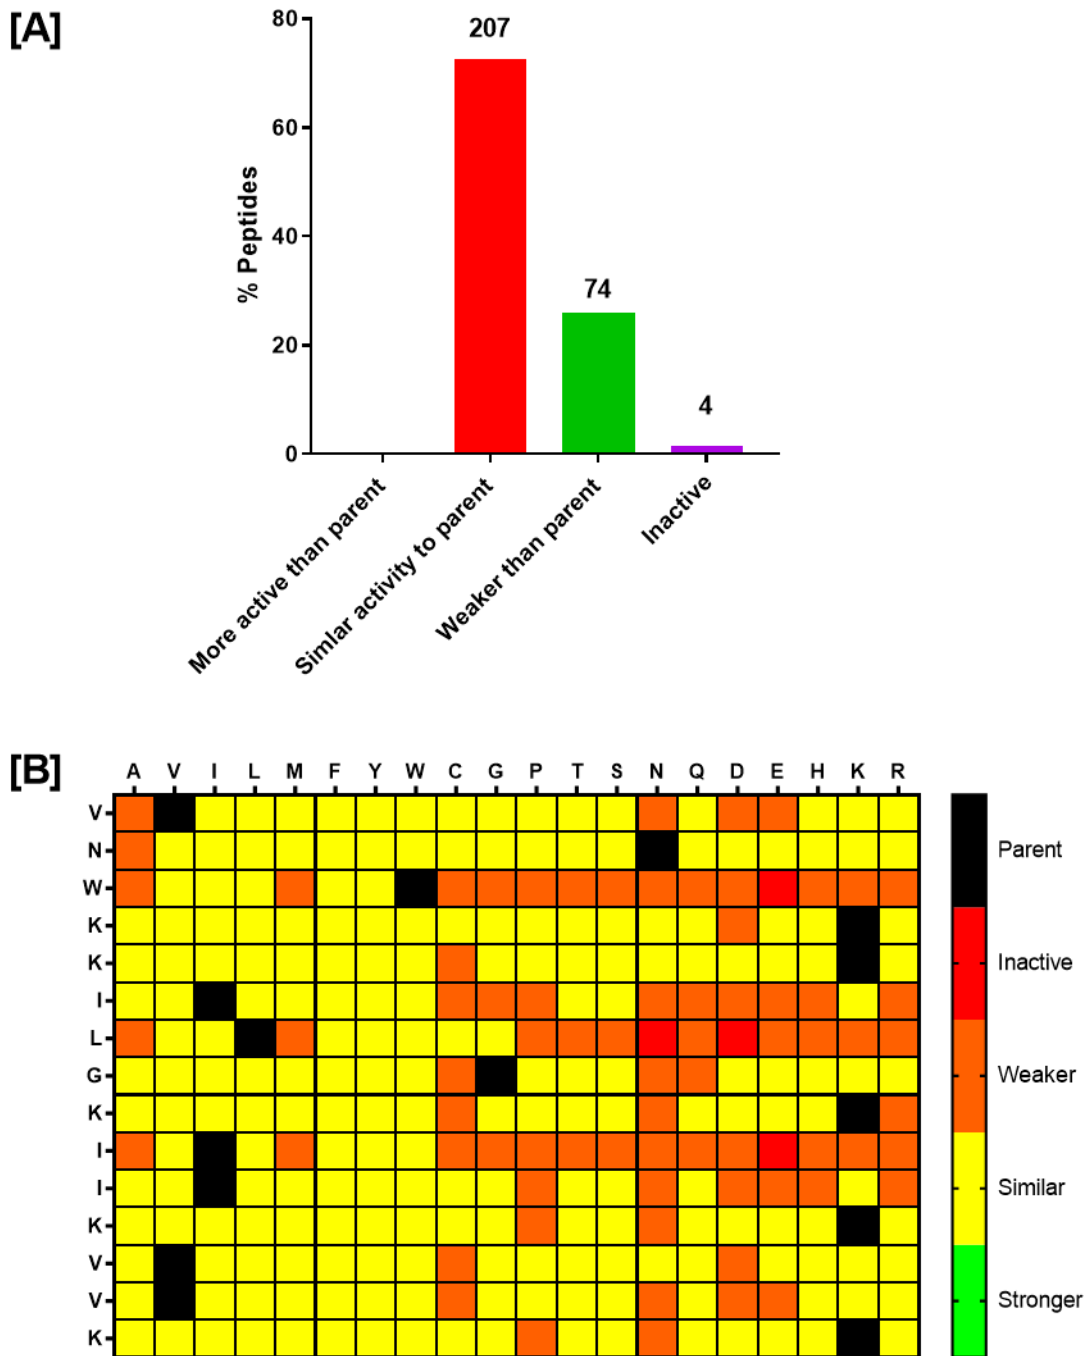 [A]
80
60
40
20
0
% Peptides
207
74
4
More active than parent
Simlar activity to parent
Weaker than parent
Inactive
[B]
A V I L M F Y W C G P T S N Q D E H K R
V
N
W
K
K
I
L
G
K
I
I
K
V
V
K
Parent
Inactive
Weaker
Similar
Stronger